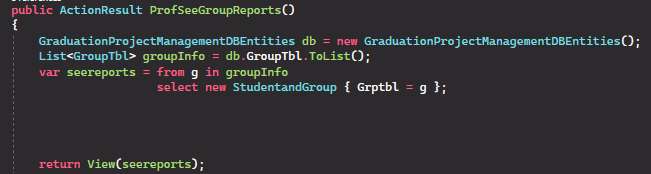 public ActionResult ProfSeeGroupReports()
{
GraduationProjectManagementDBEntities db = new GraduationProjectManagementDBEntities();
List<GroupTbl> groupInfo = db.GroupTbl.ToList();
var seereports = from g in groupInfo
select new StudentandGroup { Grptbl = g };
return View(seereports);